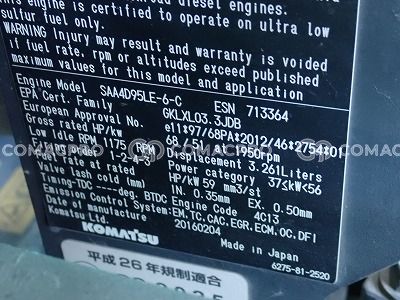 this engine is certified to operate on ultra low
sulfur fuel only.
WARNING Injury may result and warranty is voided
if fuel rate, rpm or altitudes exceed published
maximum values for this model and application
Engine Model SAA4D95LE-6-C ESN 713364
EPA Cert. Family GKLXL03.3JDB
European Approval No. e11*97/68PA*2012/46*2754*01
Gross rated HP/kw 68/51 At 1950rpm
Low Idle RPM 1175 RPM Displacement 3.261Liters
1-2-4-3 Power category 37≤kW<56
Fuel rate at rated HP/kW 59 mm3/st
Valve lash cold (mm) IN. 0.35mm EX. 0.50mm
Timing-TDC ----deg. BTDC Engine Code 4C13
Emission Control System:EM,TC,CAC,EGR,ECM,OC,DFI
Date of manufacture 20160204
Komatsu Ltd.
KOMATSU
Made in Japan
6275-81-2520
平成26年規制適合
COMACPRO
COMACPRO